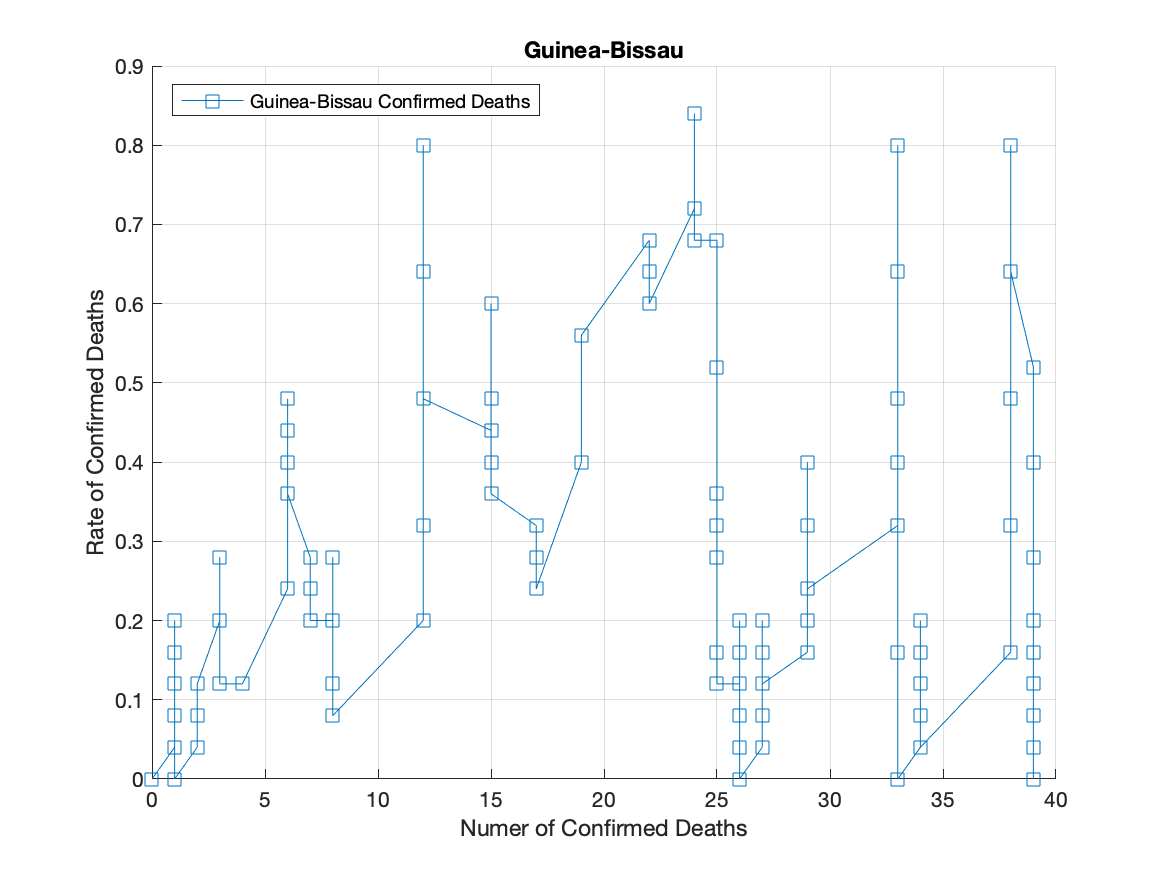 Guinea-Bissau
Guinea-Bissau Confirmed Deaths
Rate of Confirmed Deaths
0.9
0.8
0.7
0.6
0.5
0.4
0.3
0.2
0.1
0
0 5 10 15 20 25 30 35 40
Numer of Confirmed Deaths